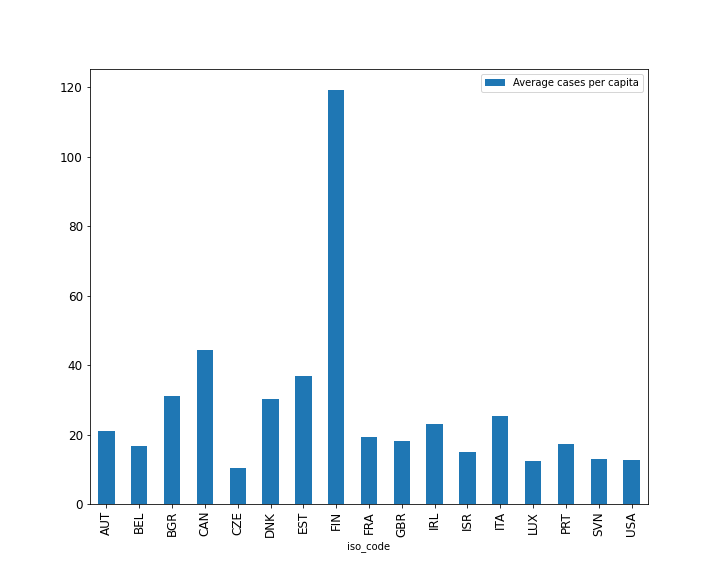 Average cases per capita
120
100
80
60
40
20
0
AUT
BEL
BGR
CAN
CZE
DNK
EST
FIN
FRA
GBR
IRL
ISR
ITA
LUX
PRT
SVN
USA
iso_code